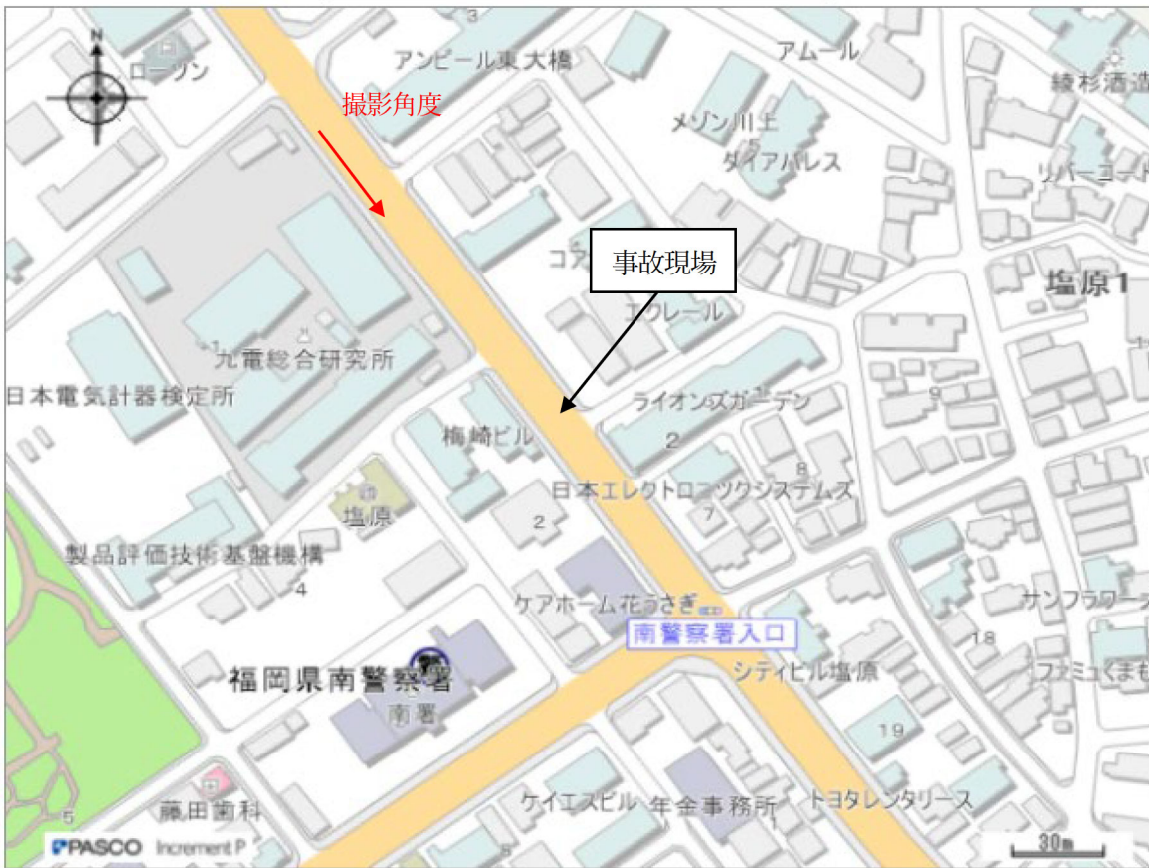 N
3
ローソン
アンピール東大橋
アムール
綾杉酒造
撮影角度
メゾン川上
5
ダイアパレス
リバーコート
事故現場
塩原1
エクレール
1
九電総合研究所
日本電気計器検定所
ライオンズガーデン
9
梅崎ビル
2
8
日本エレクトロニックシステムズ
塩原
2
7
製品評価技術基盤機構
4
ケアホーム花うさぎ
サンフラワー
南警察署入口
18
福岡県南警察署
シティビル塩原
ファミュくまも
南署
19
藤田歯科
ケイエスビル
年金事務所
トヨタレンタリース
5
1
PASCO Increment P
30m